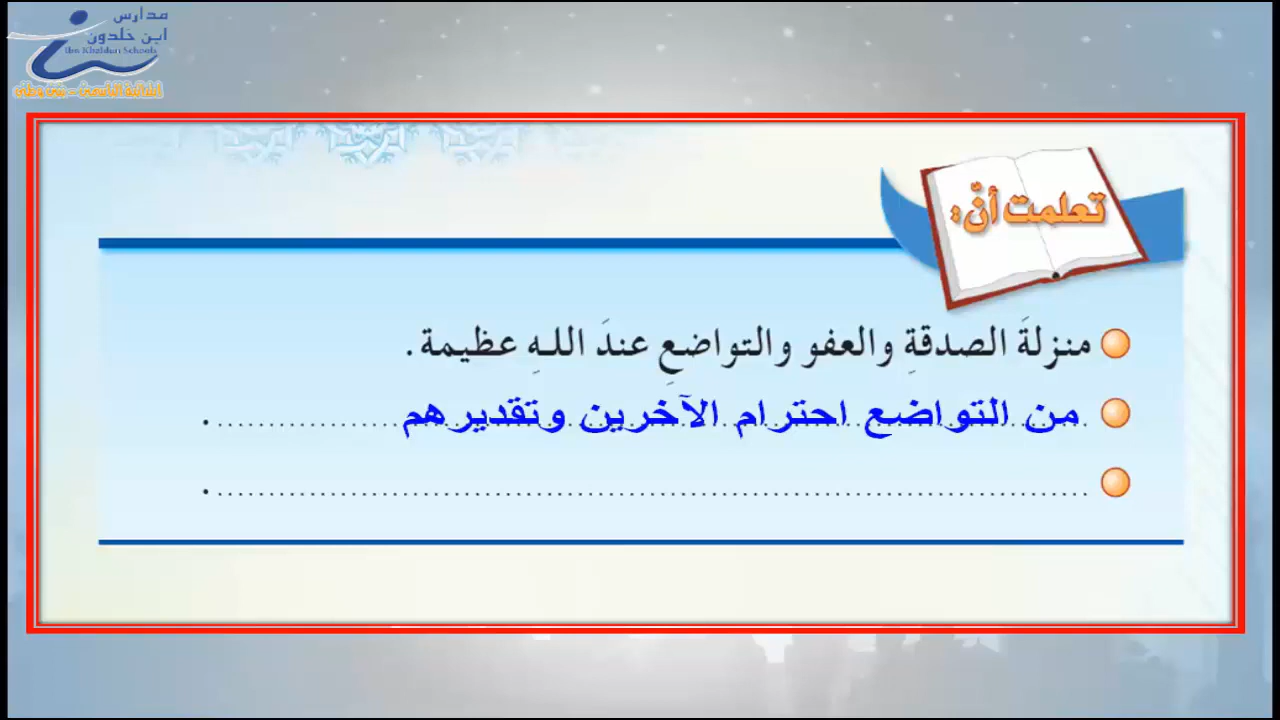 مدارس
ابن خلدون
Ibn Khaldun Schools
تعلمت أنّ:
منزلةَ الصدقةِ والعفو والتواضعِ عندَ اللهِ عظيمة.
من التواضع احترام الآخرين وتقديرهم .